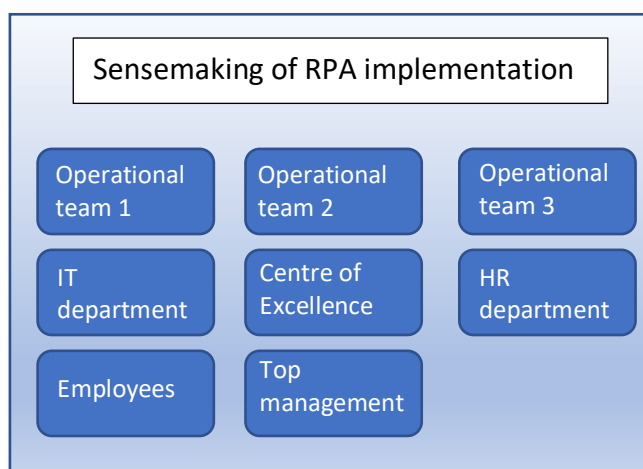 Sensemaking of RPA implementation
Operational
team 1
Operational
team 2
Operational
team 3
IT
department
Centre of
Excellence
HR
department
Employees
Top
management